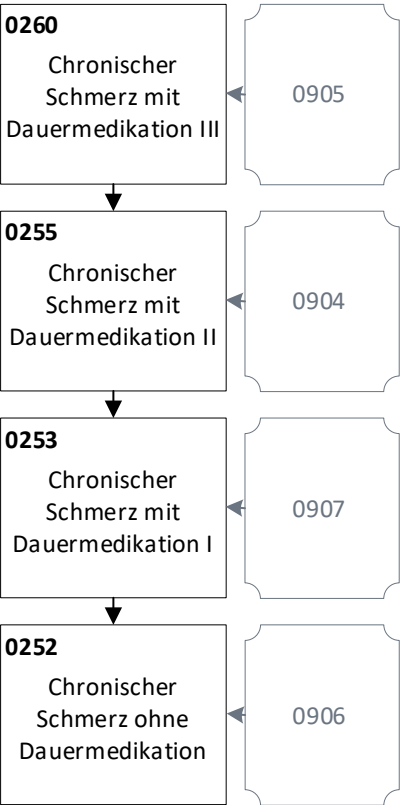 0260
Chronischer
Schmerz mit
Dauermedikation III
0905
0255
Chronischer
Schmerz mit
Dauermedikation II
0904
0253
Chronischer
Schmerz mit
Dauermedikation I
0907
0252
Chronischer
Schmerz ohne
Dauermedikation
0906